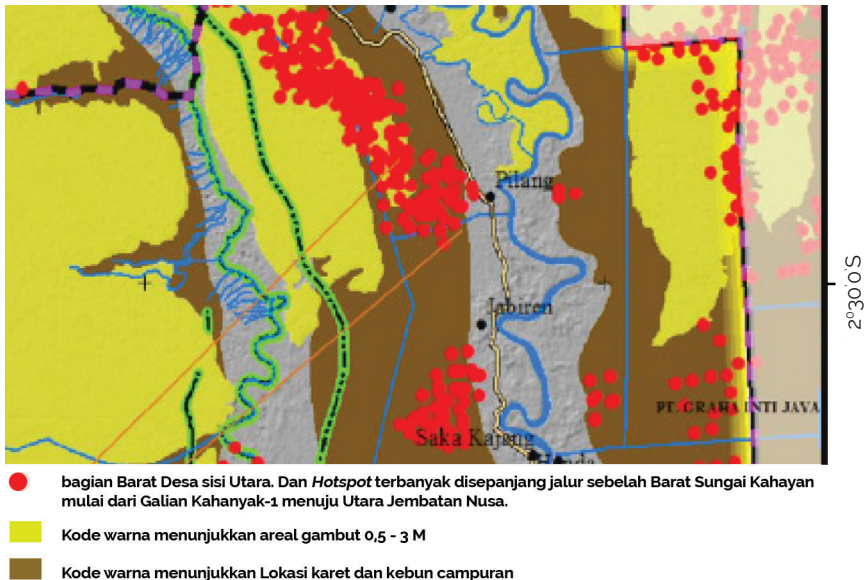 Pilang
Jabiren
2°30'0"S
PT. GRAHA INTI JAYA
Saka Kajang
bagian Barat Desa sisi Utara. Dan Hotspot terbanyak disepanjang jalur sebelah Barat Sungai Kahayan
mulai dari Galian Kahanyak-1 menuju Utara Jembatan Nusa.
Kode warna menunjukkan areal gambut 0,5 - 3 M
Kode warna menunjukkan Lokasi karet dan kebun campuran